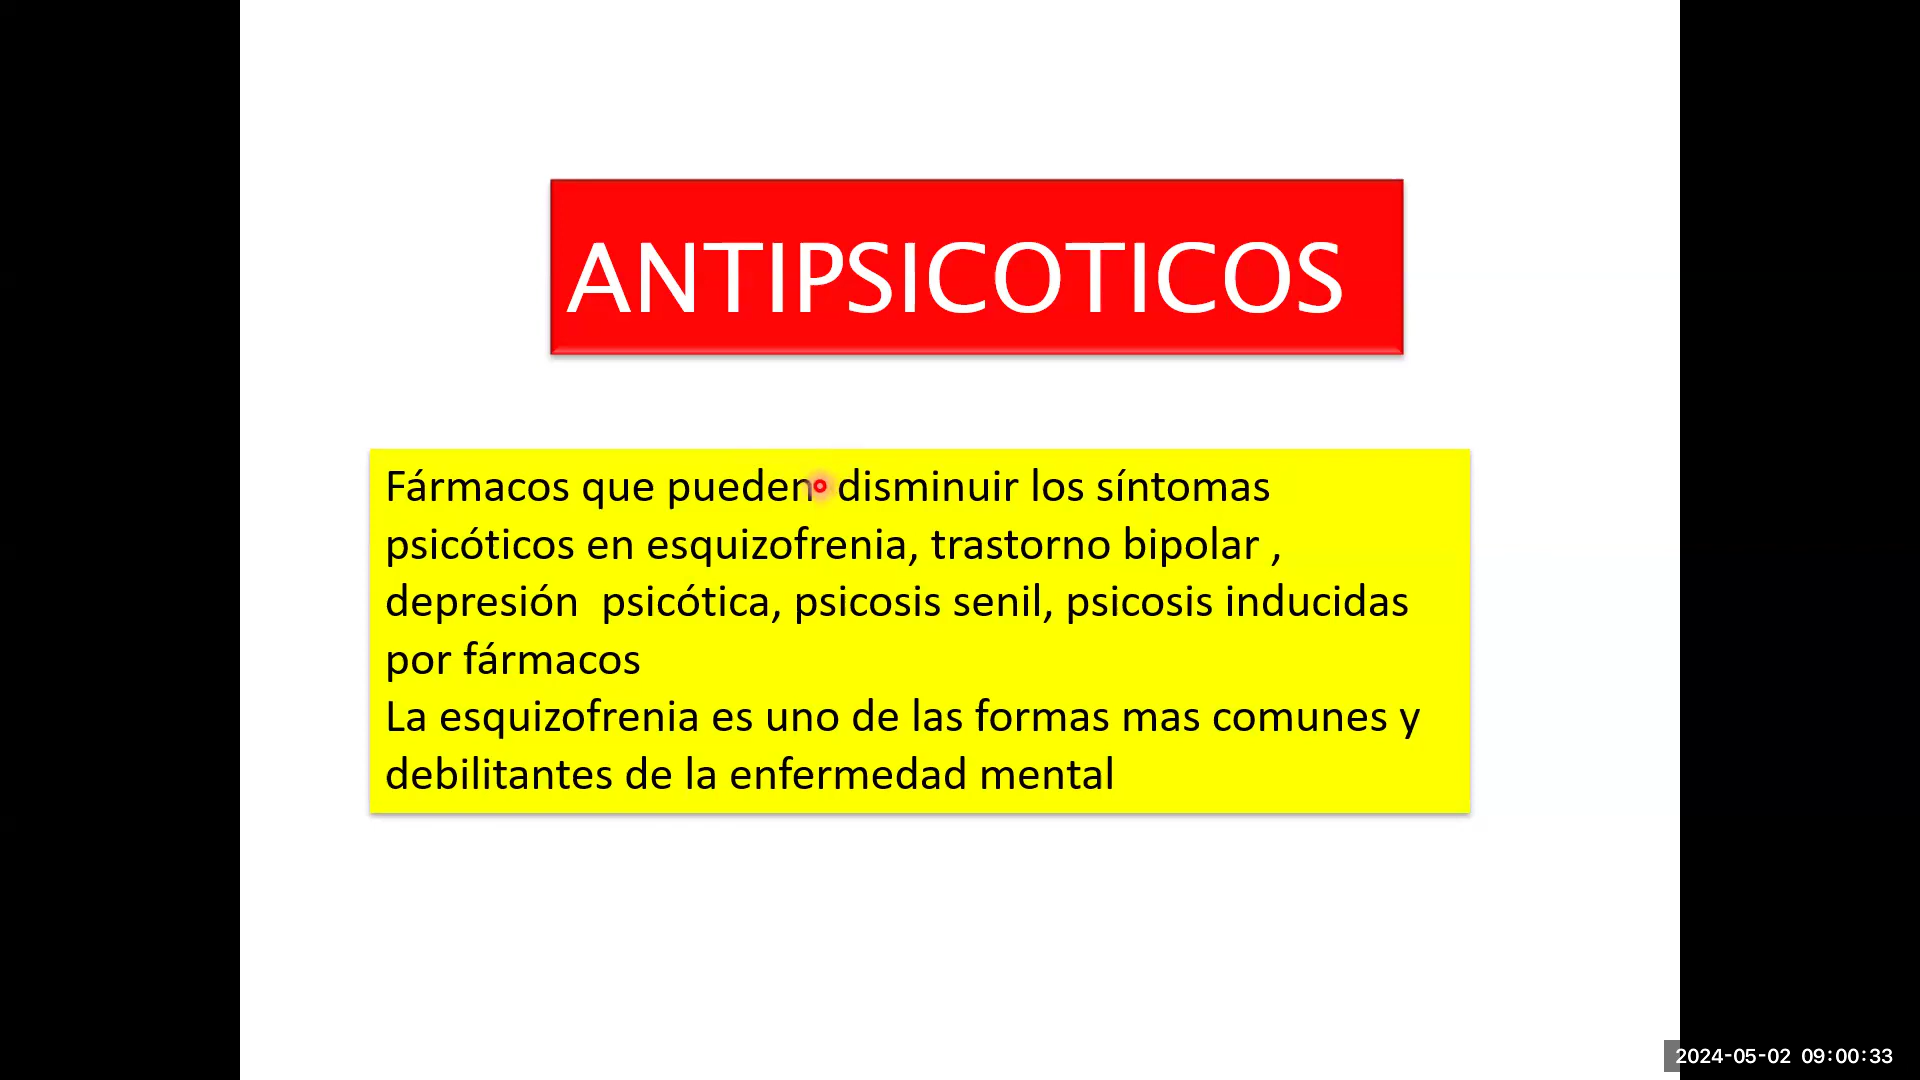 ANTIPSICOTICOS
Fármacos que pueden disminuir los síntomas
psicóticos en esquizofrenia, trastorno bipolar ,
depresión  psicótica, psicosis senil, psicosis inducidas
por fármacos
La esquizofrenia es uno de las formas mas comunes y
debilitantes de la enfermedad mental
2024-05-02 09:00:33